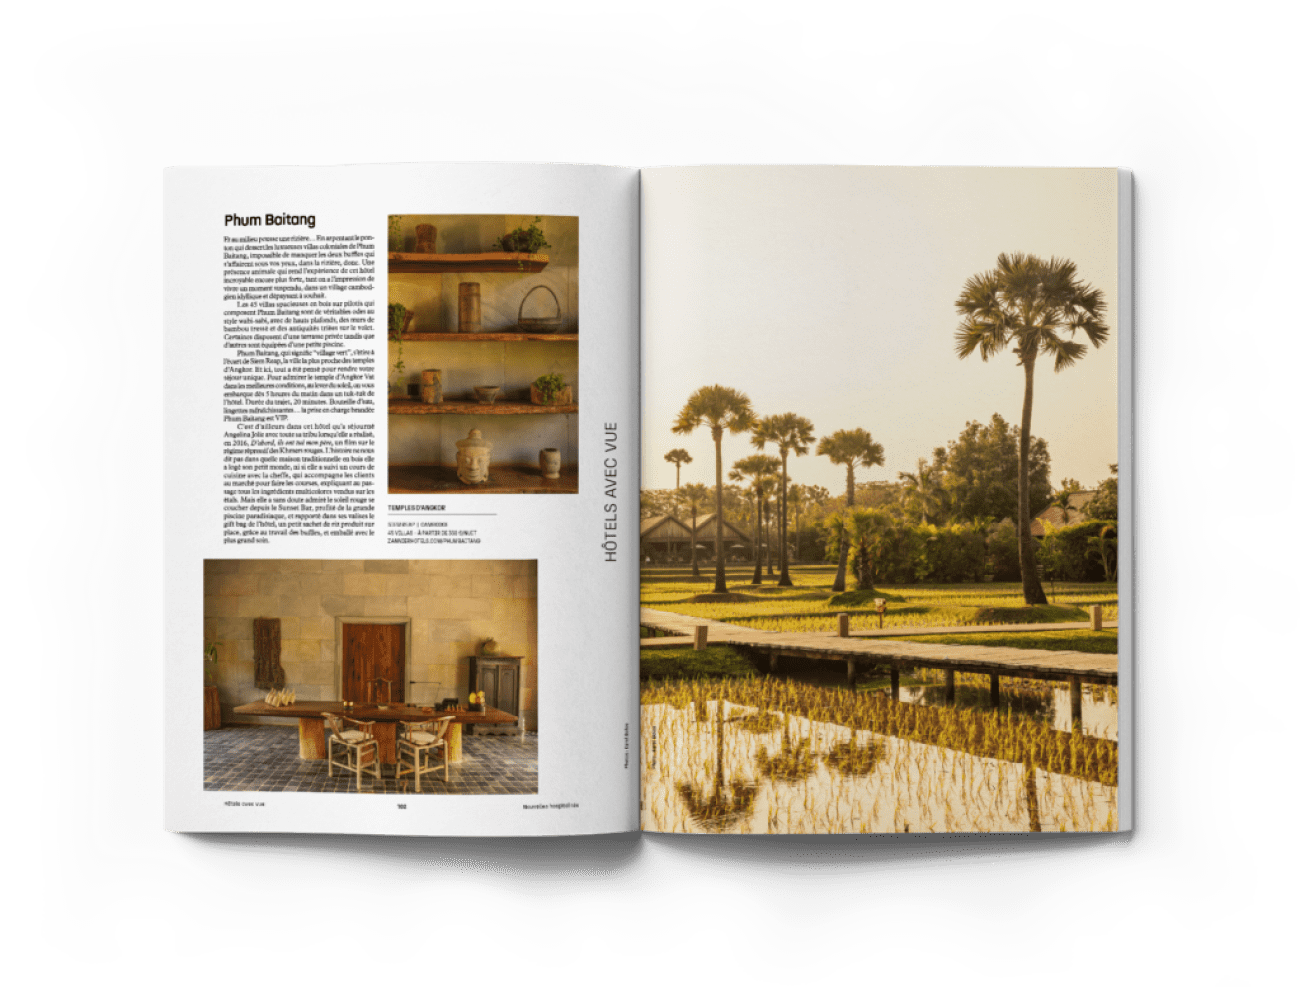 Phum Baitang
Et au milieu pousse une rizière… En arpentant le pon-
ton qui dessert les luxueuses villas coloniales de Phum
Baitang, impossible de manquer les deux buffles qui
s'affairent sous vos yeux, dans la rizière, donc. Une
présence animale qui rend l'expérience de cet hôtel
incroyable encore plus forte, tant on a l'impression de
vivre un moment suspendu, dans un village cambod-
gien idyllique et dépaysant à souhait.
Les 45 villas spacieuses en bois sur pilotis qui
composent Phum Baitang sont de véritables odes au
style wabi-sabi, avec de hauts plafonds, des murs de
bambou tressé et des antiquités triées sur le volet.
Certaines disposent d'une terrasse privée tandis que
d'autres sont équipées d'une petite piscine.
Phum Baitang, qui signifie "village vert", s'étire à
l'écart de Siem Reap, la ville la plus proche des temples
d'Angkor. Et ici, tout a été pensé pour rendre votre
séjour unique. Pour admirer le temple d'Angkor Vat
dans les meilleures conditions, au lever du soleil, on vous
embarque dès 5 heures du matin dans un tuk-tuk de
l'hôtel. Durée du trajet, 20 minutes. Bouteille d'eau,
lingettes rafraîchissantes… la prise en charge brandée
Phum Baitang est VIP.
C'est d'ailleurs dans cet hôtel qu'a séjourné
Angelina Jolie avec toute sa tribu lorsqu'elle a réalisé,
en 2016, D'abord, ils ont tué mon père, un film sur le
régime répressif des Khmers rouges. L'histoire ne nous
dit pas dans quelle maison traditionnelle en bois elle
a logé son petit monde, ni si elle a suivi un cours de
cuisine avec la cheffe, qui accompagne les clients
au marché pour faire les courses, expliquant au pas-
sage tous les ingrédients multicolores vendus sur les
étals. Mais elle a sans doute admiré le soleil rouge se
coucher depuis le Sunset Bar, profité de la grande
piscine paradisiaque, et rapporté dans ses valises le
gift bag de l'hôtel, un petit sachet de riz produit sur
place, grâce au travail des buffles, et emballé avec le
plus grand soin.
TEMPLES D'ANGKOR
CAMBODGE
45 VILLAS - À PARTIR DE 300 $/NUIT
ZANNIERHOTELS.COM/PHUMBAITANG
HÔTELS AVEC VUE
Hôtels avec vue